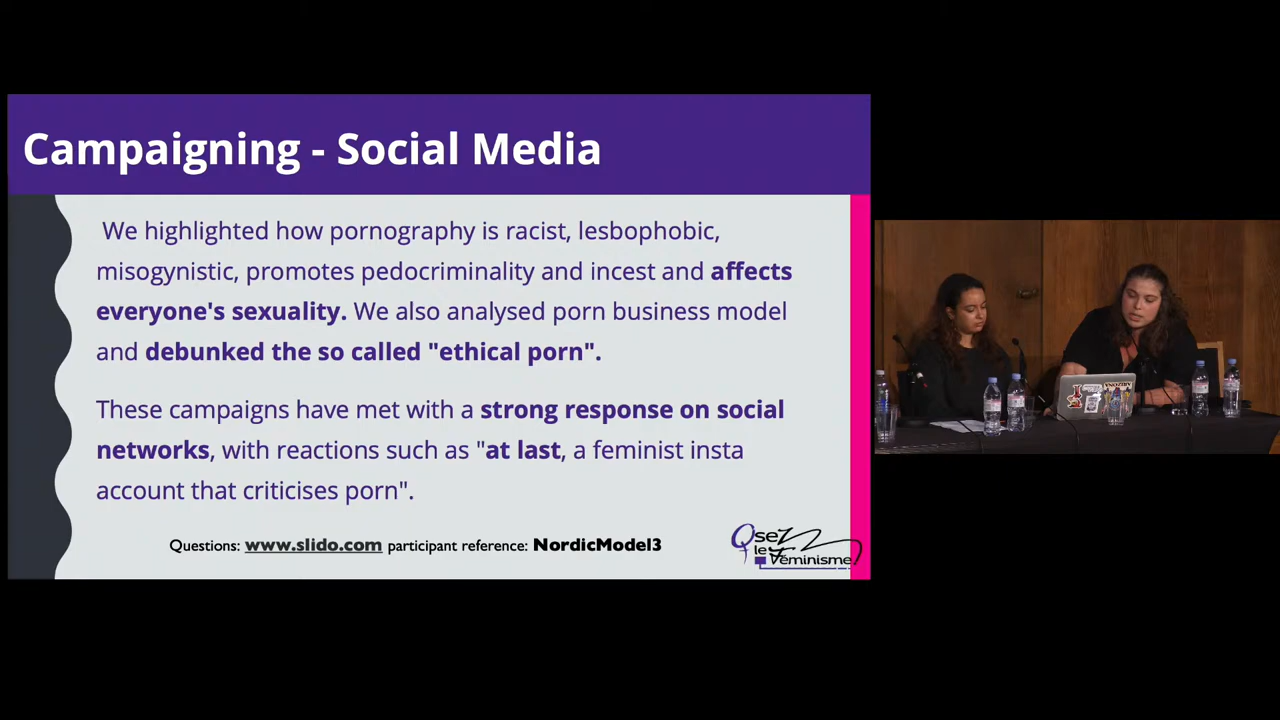 Campaigning - Social Media
We highlighted how pornography is racist, lesbophobic,
misogynistic, promotes pedocriminality and incest and affects
everyone's sexuality. We also analysed porn business model
and debunked the so called "ethical porn".
These campaigns have met with a strong response on social
networks, with reactions such as "at last, a feminist insta
account that criticises porn".
Questions: www.slido.com participant reference: NordicModel3
Osez
le Féminisme